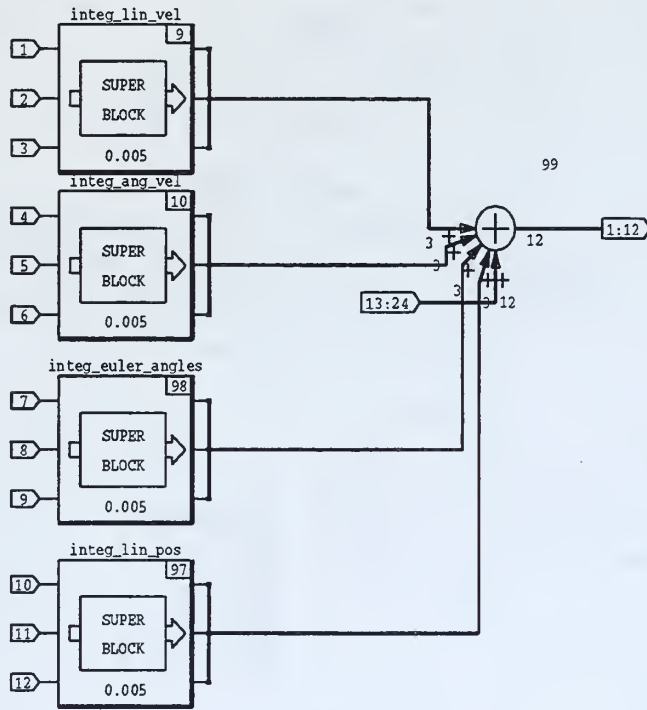 integ_lin_vel
9
1
2
3
SUPER
BLOCK
0.005
integ_ang_vel
10
4
5
6
SUPER
BLOCK
0.005
integ_euler_angles
98
7
8
9
SUPER
BLOCK
0.005
integ_lin_pos
97
10
11
12
SUPER
BLOCK
0.005
99
3
+
3
+
3
+
3
+
12
+
+
12
13:24
1:12